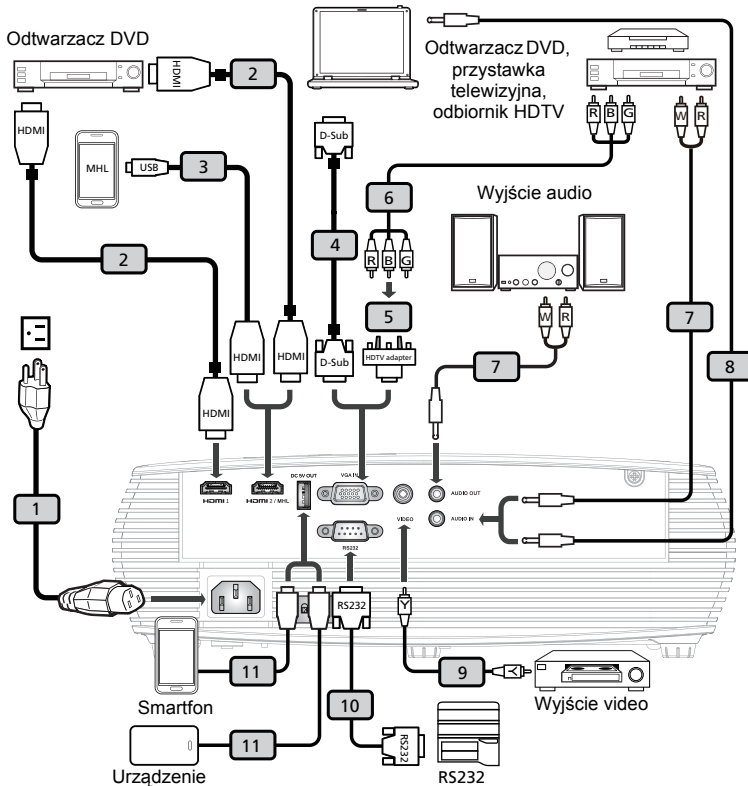 Odtwarzacz DVD
HDMI
2
HDMI
MHL
USB
3
2
D-Sub
4
D-Sub
Odtwarzacz DVD,
przystawka
telewizyjna,
odbiornik HDTV
R B G
W R
6
R B G
5
HDTV adapter
Wyjście audio
W R
7
7
8
HDMI
HDMI
HDMI
1
HDMI 1
HDMI 2 / MHL
DC 5V OUT
VGA IN
VIDEO
AUDIO OUT
AUDIO IN
RS232
RS232
Y
9
Y
Wyjście video
11
Smartfon
11
Urządzenie
10
RS232
RS232